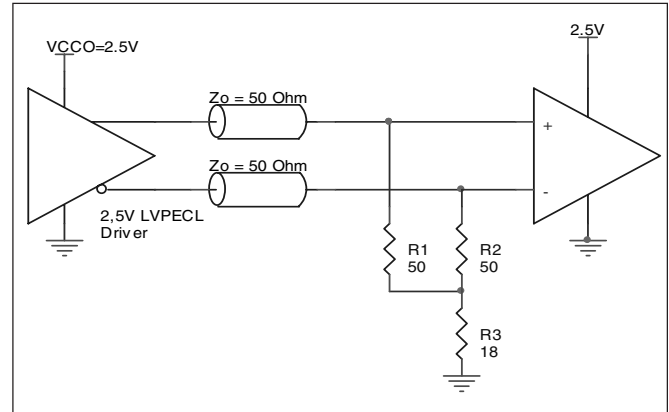 VCCO=2.5V
2.5V
Zo = 50 Ohm
+
Zo = 50 Ohm
-
2,5V LVPECL
Driver
R1
50
R2
50
R3
18